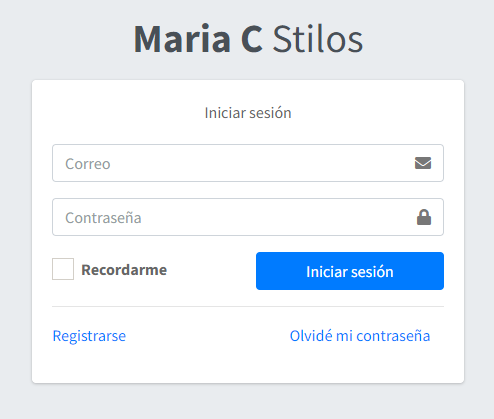 Maria C Stilos
Iniciar sesión
Correo
Contraseña
Recordarme
Iniciar sesión
Registrarse
Olvidé mi contraseña